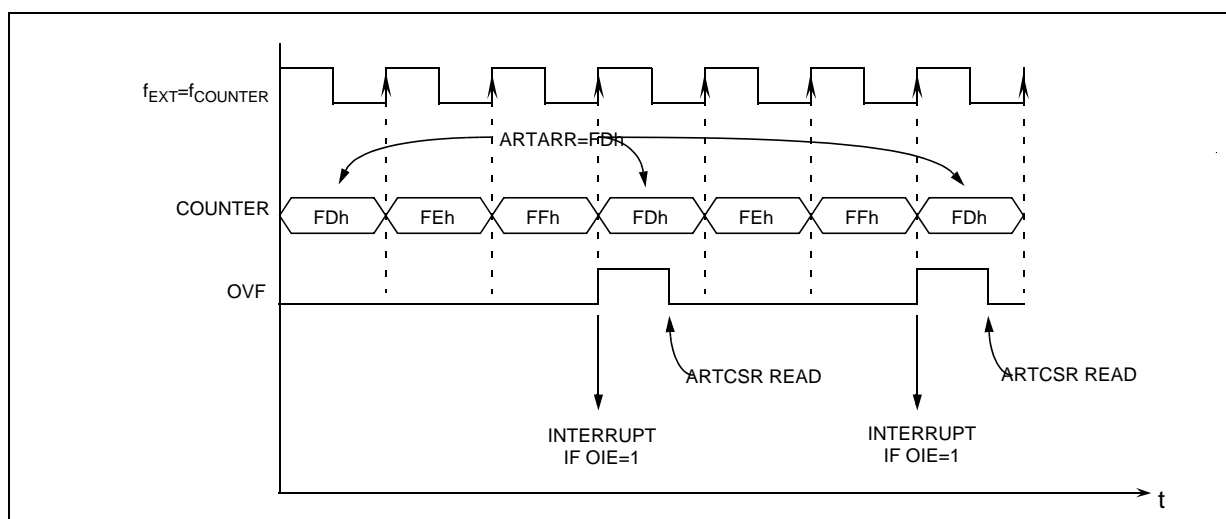 fEXT=fCOUNTER
ARTARR=FDh
COUNTER
FDh FEh FFh FDh FEh FFh FDh
OVF
ARTCSR READ
ARTCSR READ
INTERRUPT
IF OIE=1
INTERRUPT
IF OIE=1
t